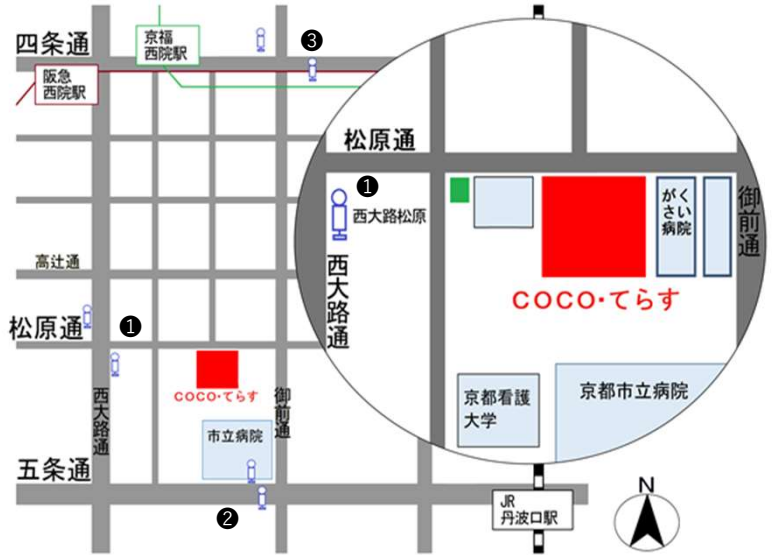 四条通
京福
西院駅
❸
阪急
西院駅
高辻通
松原通
❶
西大路通
COCO・てらす
御前通
市立病院
五条通
❷
松原通
❶
西大路松原
西大路通
がくさい病院
御前通
COCO・てらす
京都看護
大学
京都市立病院
JR
丹波口駅
N